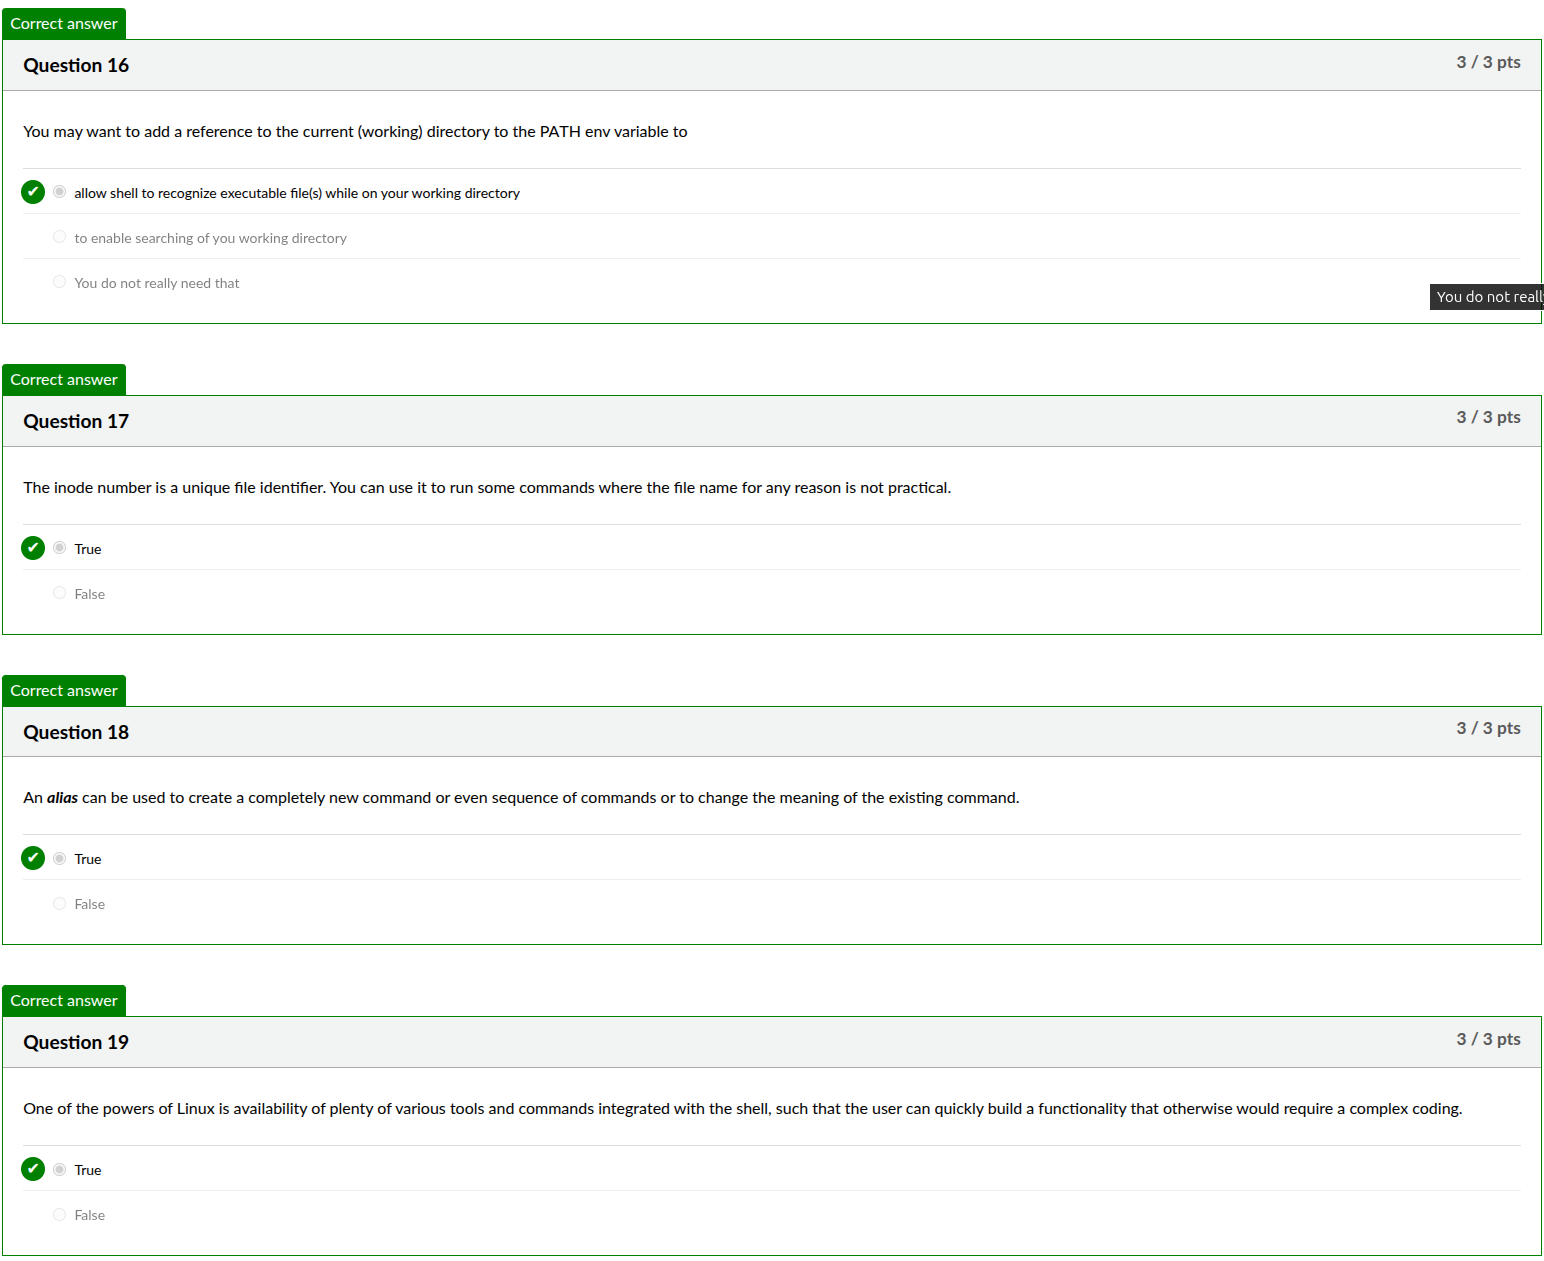 Correct answer
Question 16
3 / 3 pts
You may want to add a reference to the current (working) directory to the PATH env variable to
allow shell to recognize executable file(s) while on your working directory
to enable searching of you working directory
You do not really need that
You do not reall
Correct answer
Question 17
3 / 3 pts
The inode number is a unique file identifier. You can use it to run some commands where the file name for any reason is not practical.
True
False
Correct answer
Question 18
3 / 3 pts
An alias can be used to create a completely new command or even sequence of commands or to change the meaning of the existing command.
True
False
Correct answer
Question 19
3 / 3 pts
One of the powers of Linux is availability of plenty of various tools and commands integrated with the shell, such that the user can quickly build a functionality that otherwise would require a complex coding.
True
False